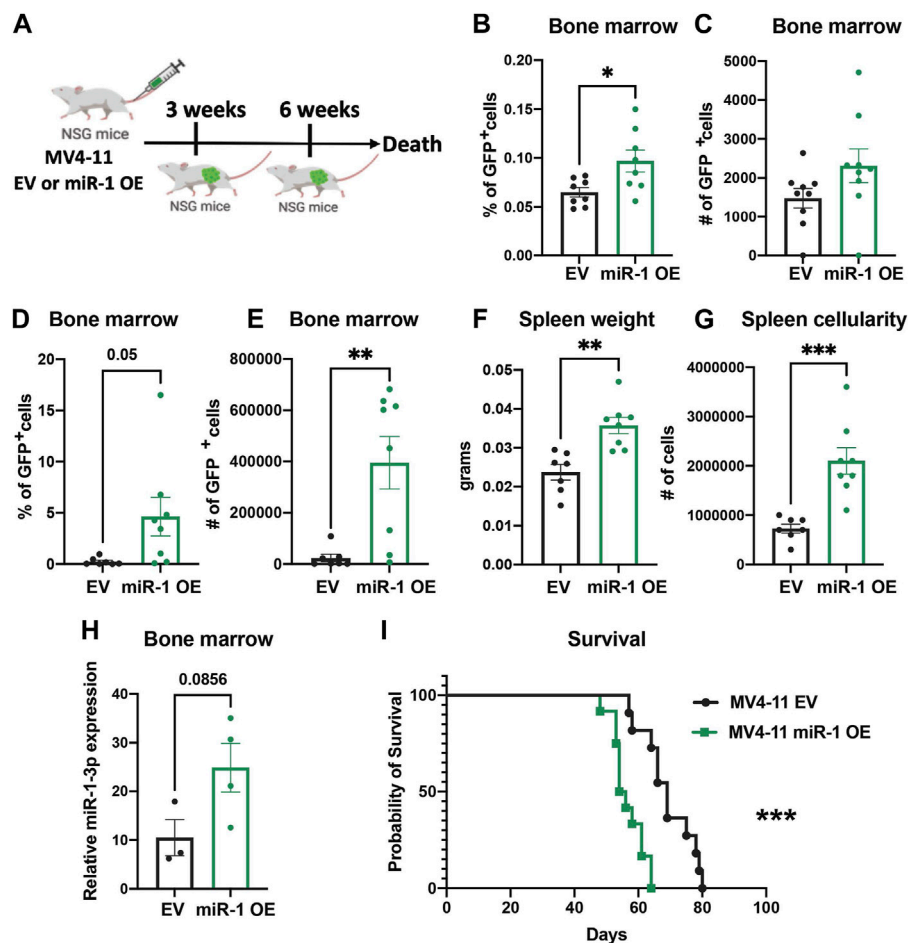 A
NSG mice
MV4-11
EV or miR-1 OE
3 weeks
6 weeks
Death
NSG mice
NSG mice
B
Bone marrow
*
% of GFP⁺cells
0.15
0.10
0.05
0.00
EV
miR-1 OE
C
Bone marrow
# of GFP ⁺cells
5000
4000
3000
2000
1000
0
EV
miR-1 OE
D
Bone marrow
0.05
% of GFP⁺cells
20
15
10
5
0
EV
miR-1 OE
E
Bone marrow
**
# of GFP ⁺ cells
800000
600000
400000
200000
0
EV
miR-1 OE
F
Spleen weight
**
grams
0.05
0.04
0.03
0.02
0.01
0.00
EV
miR-1 OE
G
Spleen cellularity
***
# of cells
4000000
3000000
2000000
1000000
0
EV
miR-1 OE
H
Bone marrow
0.0856
Relative miR-1-3p expression
40
30
20
10
0
EV
miR-1 OE
I
Survival
Probability of Survival
100
50
0
0
20
40
60
80
100
Days
MV4-11 EV
MV4-11 miR-1 OE
***